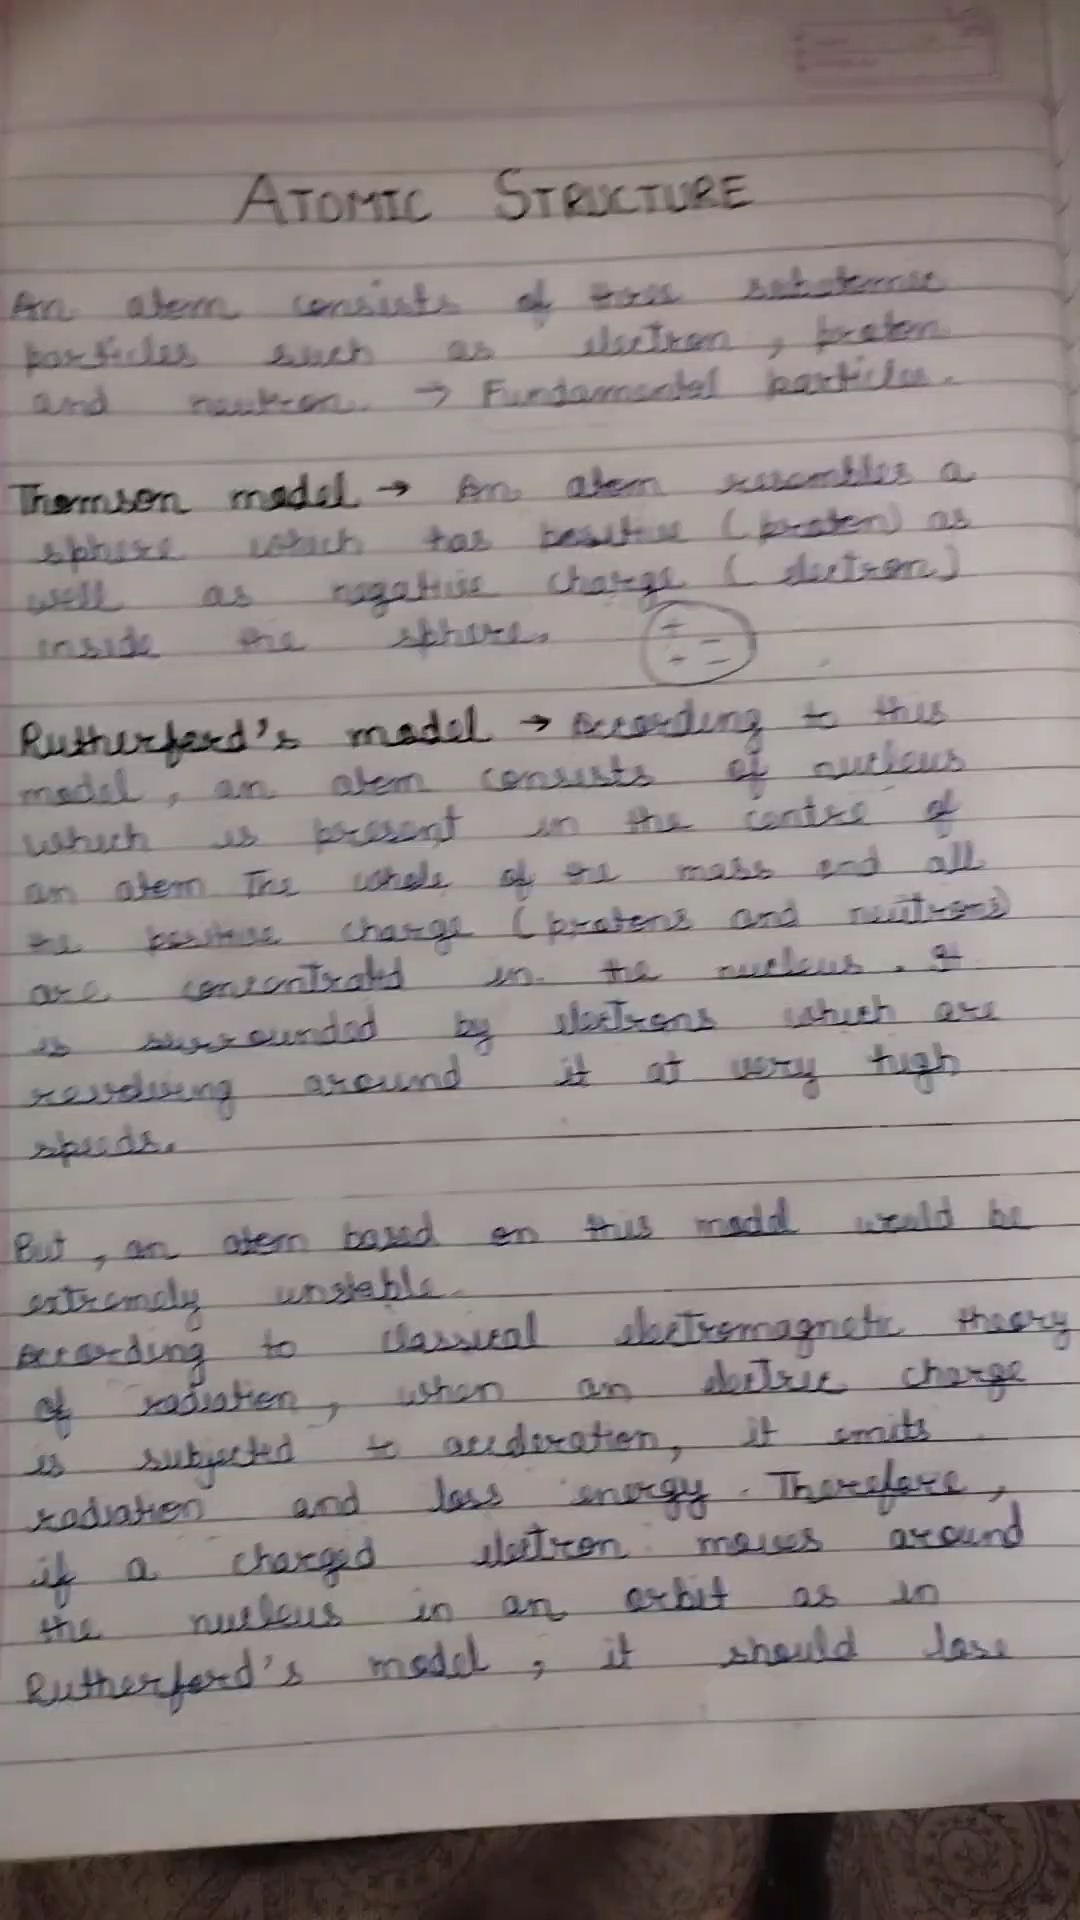 ATOMIC STRUCTURE
An atom consists of three subatomic
particles such as electron, proton
and neutron. → Fundamental particles.
Thomson model → An atom resembles a
sphere which has positive (proton) as
well as negative charge (electron)
inside the sphere.
+ -
+ -
Rutherford's model → According to this
model, an atom consists of nucleus
which is present in the centre of
an atom The whole of the mass and all
the positive charge (protons and neutrons)
are concentrated in the nucleus. It
is surrounded by electrons which are
revolving around it at very high
speeds.
But, an atom based on this model would be
extremely unstable.
According to classical electromagnetic theory
of radiation, when an electric charge
is subjected to acceleration, it emits
radiation and loss energy. Therefore,
if a charged electron moves around
the nucleus in an orbit as in
Rutherford's model, it should lose